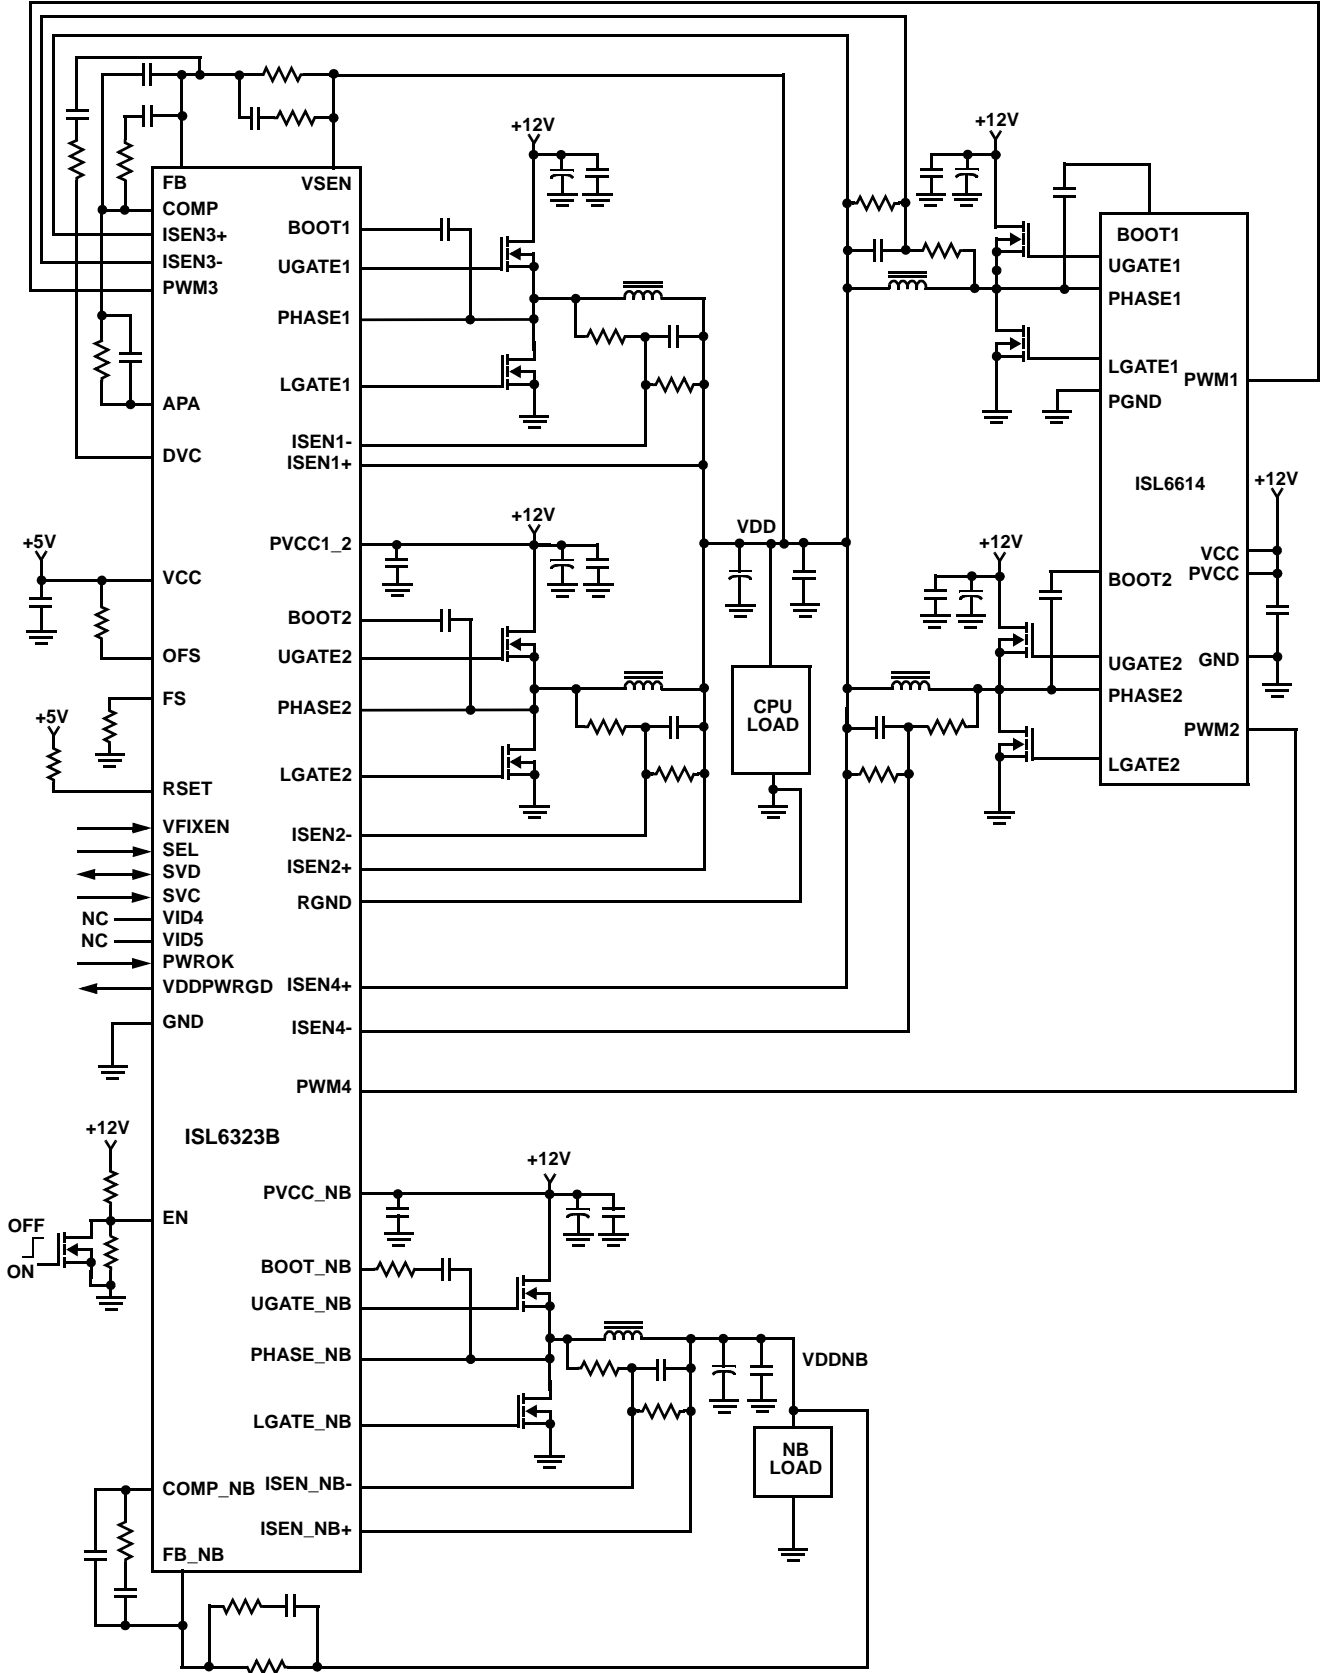 +12V
+12V
FB
VSEN
COMP
ISEN3+
ISEN3-
PWM3
APA
DVC
BOOT1
UGATE1
PHASE1
LGATE1
ISEN1-
ISEN1+
BOOT1
UGATE1
PHASE1
LGATE1
PWM1
PGND
ISL6614
+12V
+5V
VCC
OFS
FS
+5V
RSET
PVCC1_2
+12V
VDD
BOOT2
UGATE2
PHASE2
LGATE2
ISEN2-
ISEN2+
RGND
CPU
LOAD
+12V
VCC
PVCC
BOOT2
UGATE2
GND
PHASE2
PWM2
LGATE2
VFIXEN
SEL
SVD
SVC
NC
VID4
NC
VID5
PWROK
VDDPWRGD
GND
ISEN4+
ISEN4-
PWM4
ISL6323B
+12V
EN
OFF
ON
+12V
PVCC_NB
BOOT_NB
UGATE_NB
PHASE_NB
LGATE_NB
VDDNB
NB
LOAD
COMP_NB
ISEN_NB-
ISEN_NB+
FB_NB